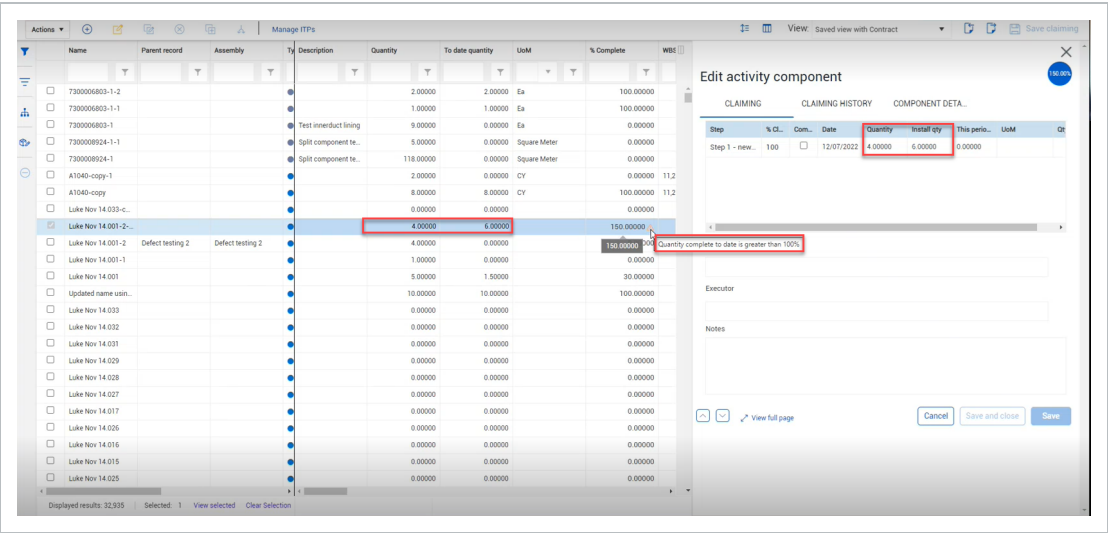 Actions Manage ITPs View: Saved view with Contract Save claiming
Name Parent record Assembly Ty Description Quantity To date quantity UoM % Complete WBS
7300006803-1-2 2.00000 2.00000 Ea 100.00000
7300006803-1-1 1.00000 1.00000 Ea 100.00000
7300006803-1 Test innerduct lining 9.00000 0.00000 Ea 0.00000
7300008924-1-1 Split component te... 5.00000 0.00000 Square Meter 0.00000
7300008924-1 Split component te... 118.00000 0.00000 Square Meter 0.00000
A1040-copy-1 2.00000 0.00000 CY 0.00000 11,2
A1040-copy 8.00000 8.00000 CY 100.00000 11,2
Luke Nov 14.033-c... 0.00000 0.00000 0.00000
Luke Nov 14.001-2-... 4.00000 6.00000 150.00000
Luke Nov 14.001-2 Defect testing 2 Defect testing 2 4.00000 0.00000
150.00000
Quantity complete to date is greater than 100%
Luke Nov 14.001-1 1.00000 0.00000 0.00000
Luke Nov 14.001 5.00000 1.50000 30.00000
Updated name usin... 10.00000 10.00000 100.00000
Luke Nov 14.033 0.00000 0.00000 0.00000
Luke Nov 14.032 0.00000 0.00000 0.00000
Luke Nov 14.031 0.00000 0.00000 0.00000
Luke Nov 14.029 0.00000 0.00000 0.00000
Luke Nov 14.028 0.00000 0.00000 0.00000
Luke Nov 14.027 0.00000 0.00000 0.00000
Luke Nov 14.017 0.00000 0.00000 0.00000
Luke Nov 14.026 0.00000 0.00000 0.00000
Luke Nov 14.016 0.00000 0.00000 0.00000
Luke Nov 14.015 0.00000 0.00000 0.00000
Luke Nov 14.025 0.00000 0.00000 0.00000
Displayed results: 32,935 Selected: 1 View selected Clear Selection
Edit activity component 150.00%
CLAIMING CLAIMING HISTORY COMPONENT DETA...
Step % Cl... Com... Date Quantity Install qty This perio... UoM
Step 1 - new... 100 12/07/2022 4.00000 6.00000 0.00000
Executor
Notes
View full page Cancel Save and close Save